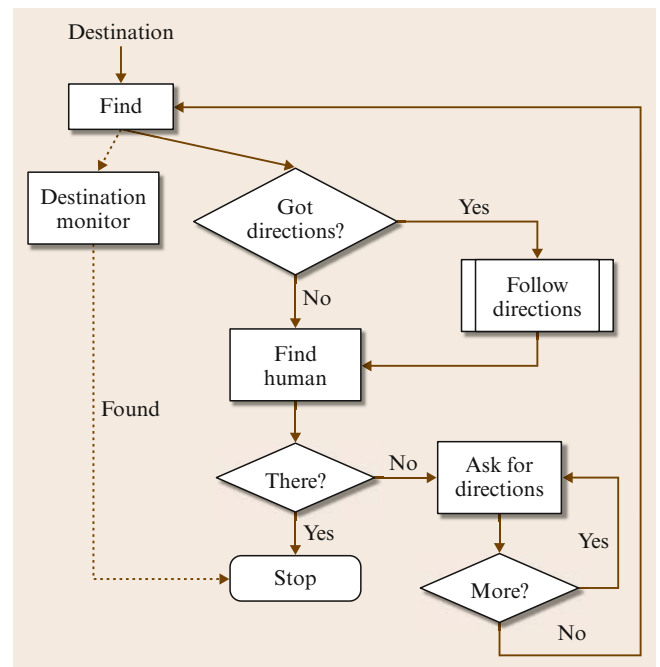 Destination
Find
Destination
monitor
Got
directions?
Yes
Follow
directions
No
Find
human
Found
There?
No
Ask for
directions
Yes
Yes
Stop
More?
No